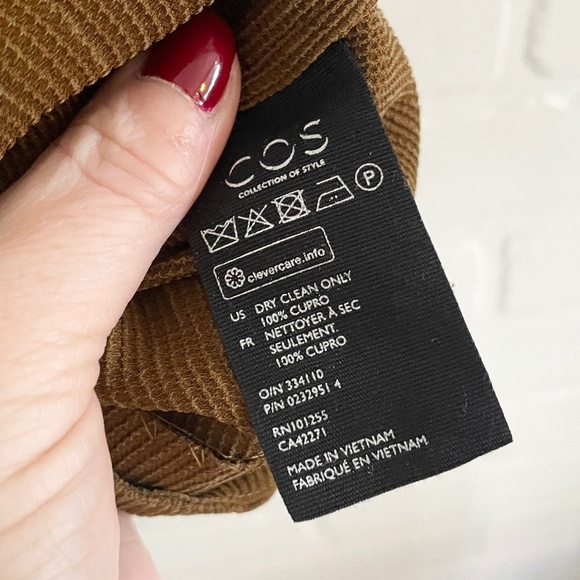 COS
COLLECTION OF STYLE
P
clevercare.info
US DRY CLEAN ONLY
100% CUPRO
FR NETTOYER À SEC
SEULEMENT.
100% CUPRO
O/N 334110
P/N 0232951 4
RN101255
CA42271
MADE IN VIETNAM
FABRIQUÉ EN VIETNAM